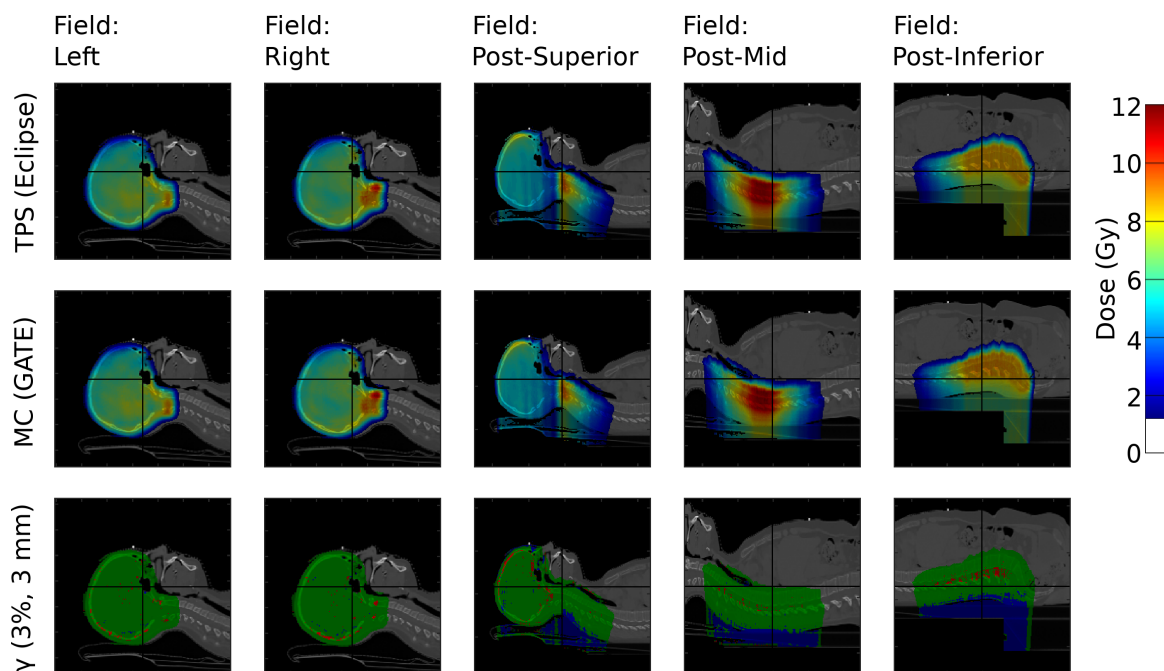 Field:
Left
Field:
Right
Field:
Post-Superior
Field:
Post-Mid
Field:
Post-Inferior
TPS (Eclipse)
MC (GATE)
γ (3%, 3 mm)
Dose (Gy)
12
10
8
6
4
2
0